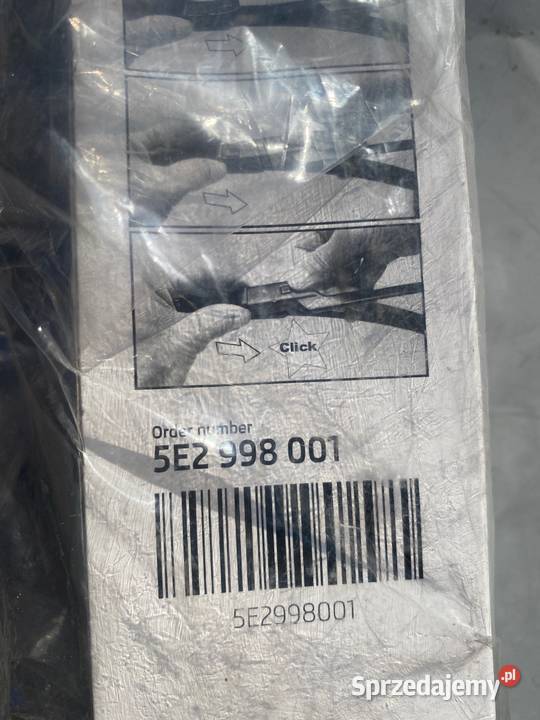 Click
Order number
5E2 998 001
5E2998001
Sprzedajemy.pl